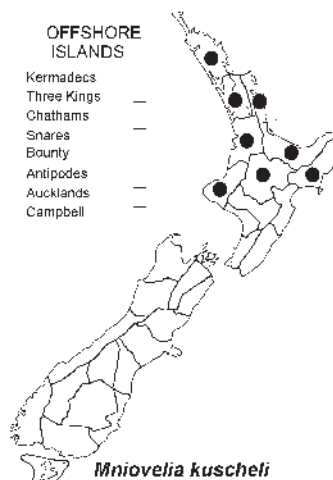 OFFSHORE
ISLANDS
Kermadecs
Three Kings
Chathams
Snares
Bounty
Antipodes
Aucklands
Campbell
Mniovelia kuscheli